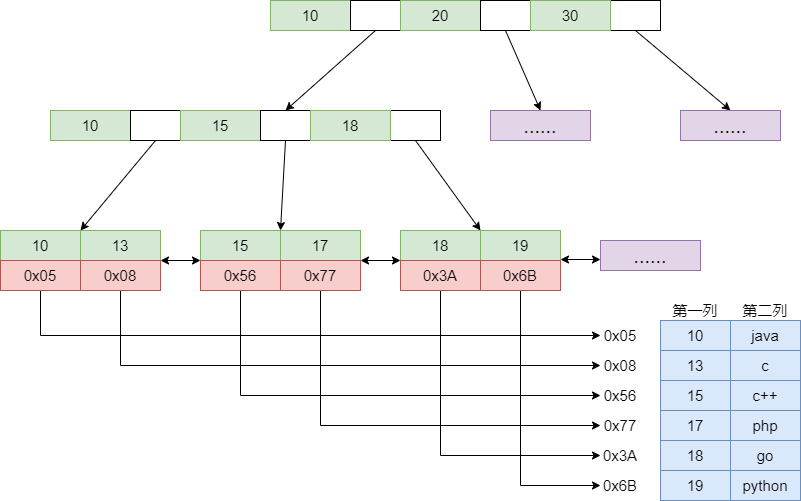 10 20 30
10 15 18 ...... ......
10 13 15 17 18 19 ......
0x05 0x08 0x56 0x77 0x3A 0x6B
第一列 第二列
0x05 10 java
0x08 13 c
0x56 15 c++
0x77 17 php
0x3A 18 go
0x6B 19 python